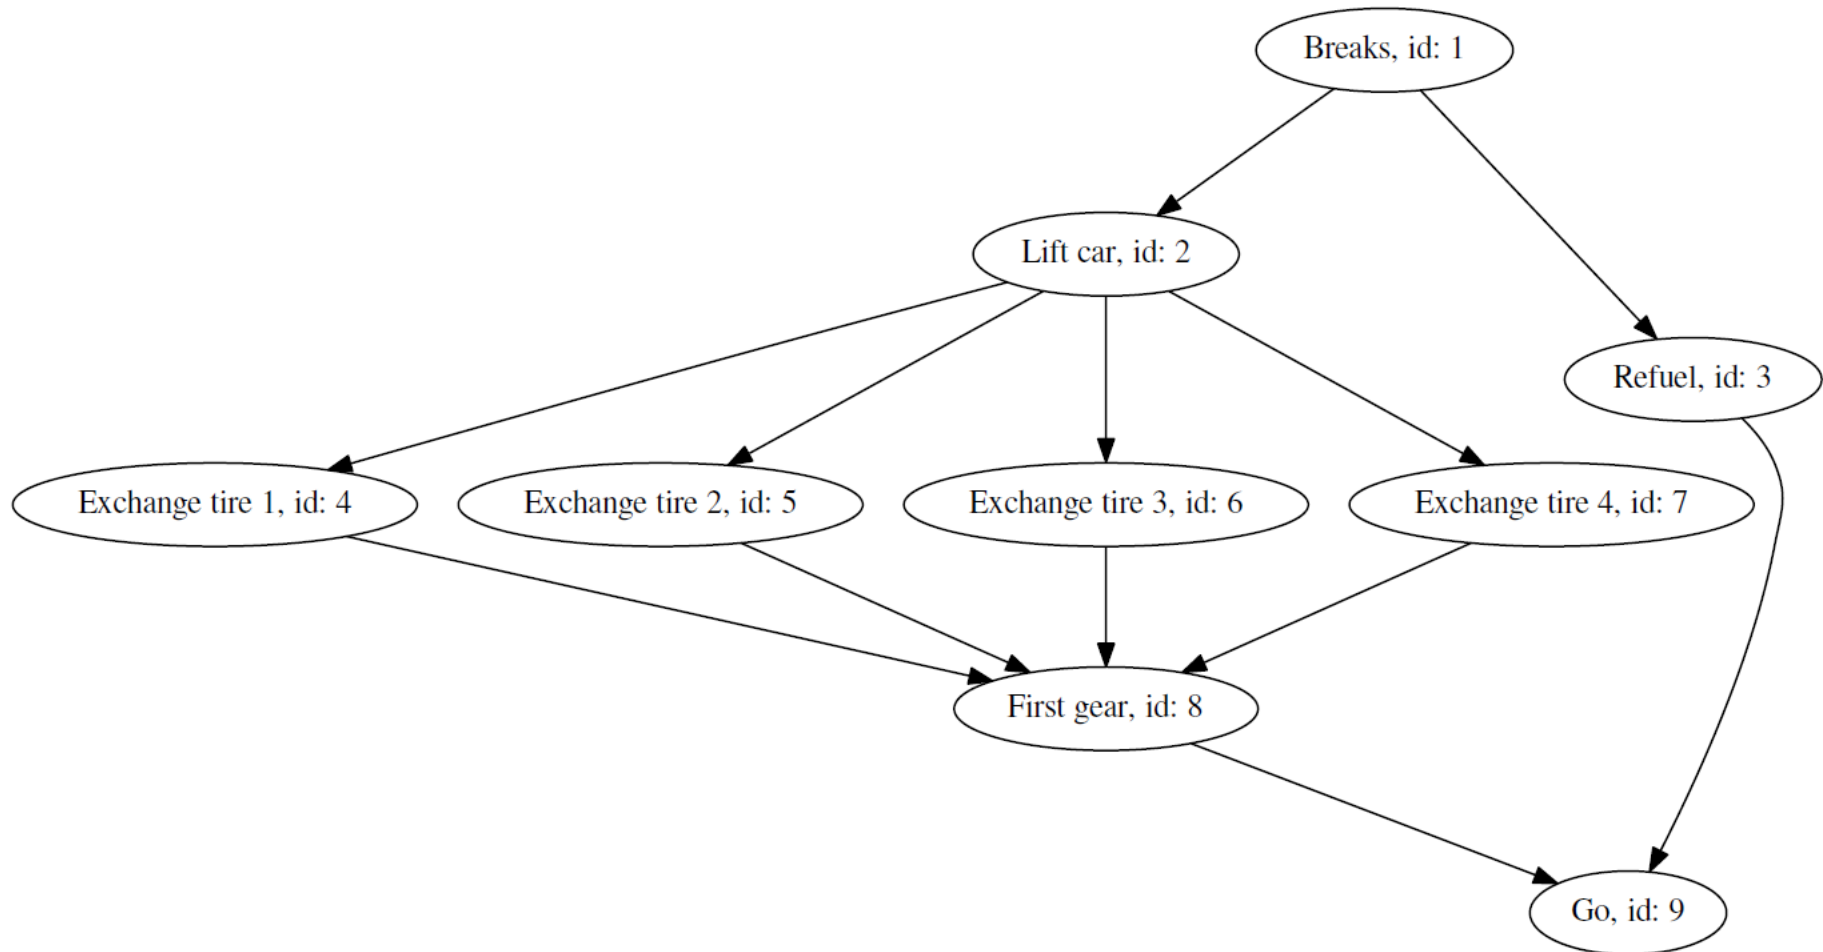 Breaks, id: 1
Lift car, id: 2
Refuel, id: 3
Exchange tire 1, id: 4
Exchange tire 2, id: 5
Exchange tire 3, id: 6
Exchange tire 4, id: 7
First gear, id: 8
Go, id: 9